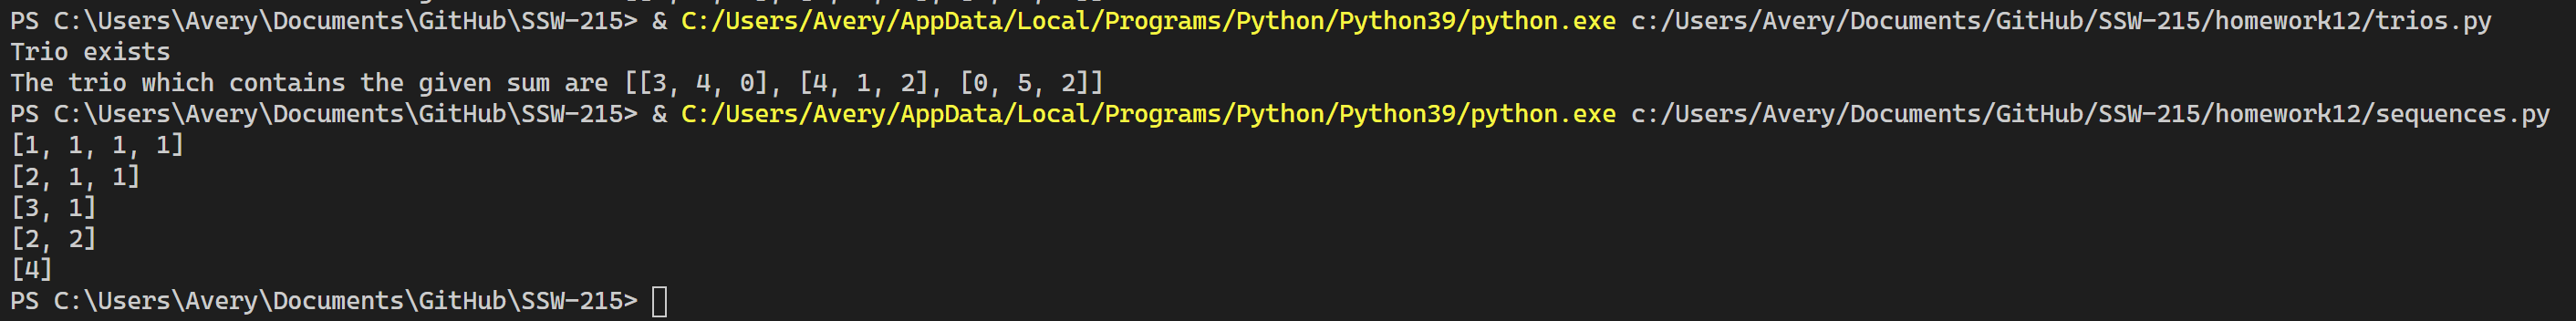 PS C:\Users\Avery\Documents\GitHub\SSW-215> & C:/Users/Avery/AppData/Local/Programs/Python/Python39/python.exe c:/Users/Avery/Documents/GitHub/SSW-215/homework12/trios.py
Trio exists
The trio which contains the given sum are [[3, 4, 0], [4, 1, 2], [0, 5, 2]]
PS C:\Users\Avery\Documents\GitHub\SSW-215> & C:/Users/Avery/AppData/Local/Programs/Python/Python39/python.exe c:/Users/Avery/Documents/GitHub/SSW-215/homework12/sequences.py
[1, 1, 1, 1]
[2, 1, 1]
[3, 1]
[2, 2]
[4]
PS C:\Users\Avery\Documents\GitHub\SSW-215>